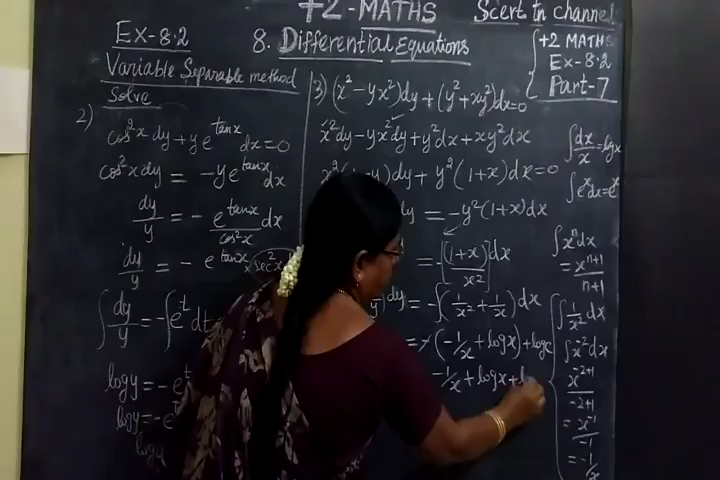 +2-MATHS
Scert tn channel
Ex-8.2
8. Differential Equations
+2 MATHS
Ex-8.2
Part-7
Variable Separable method
Solve
2)
cos²x dy + y e^tanx dx = 0
cos²x dy = -y e^tanx dx
dy/y = - e^tanx/cos²x dx
dy/y = - e^tanx × sec²x
∫dy/y = -∫e^t dt
log y = - e^t
log y = - e
log y
3) (x² - yx²)dy + (y² + xy²)dx = 0
x²dy - yx²dy + y²dx + xy²dx
)dy + y²(1+x)dx = 0
dy = -y²(1+x)dx
= -[(1+x)/x²]dx
dy = -∫(1/x² + 1/x)dx
= -(-1/x + log x) + log c
-1/x + log x +
∫dx/x = log x
∫e^x dx = e^x
∫x^n dx
= x^(n+1)/(n+1)
∫1/x² dx
∫x^-2 dx
x^(-2+1)/(-2+1)
= x^-1/-1
= -1/x